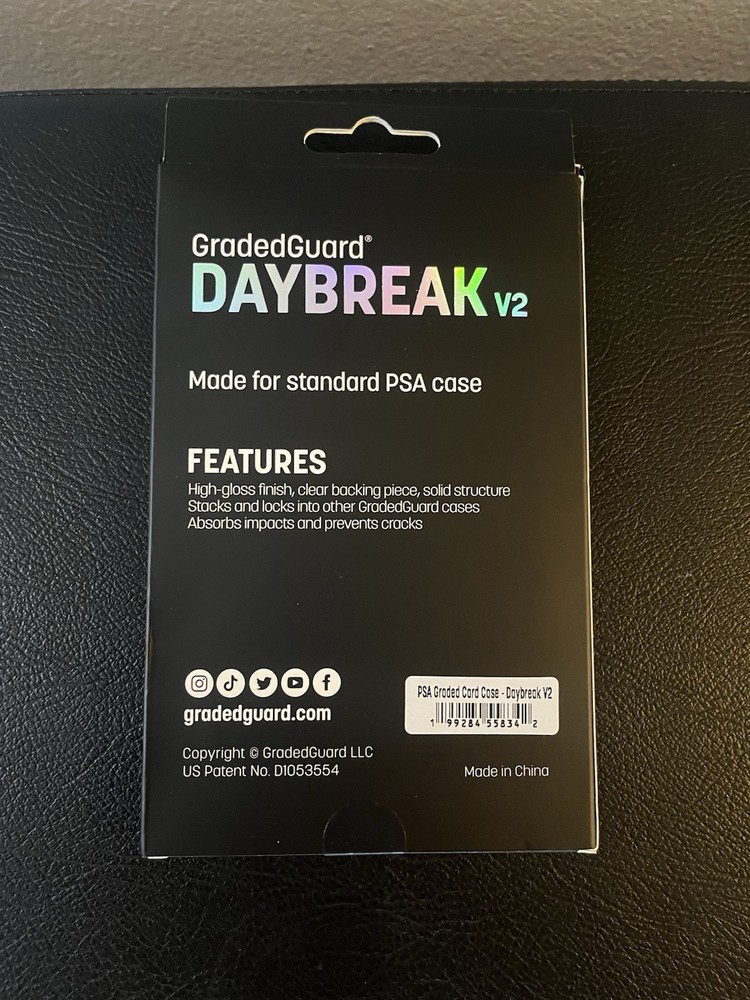 GradedGuard®
DAYBREAK V2
Made for standard PSA case
FEATURES
High-gloss finish, clear backing piece, solid structure
Stacks and locks into other GradedGuard cases
Absorbs impacts and prevents cracks
gradedguard.com
PSA Graded Card Case - Daybreak V2
1 99284 55834 2
Copyright © GradedGuard LLC
US Patent No. D1053554
Made in China